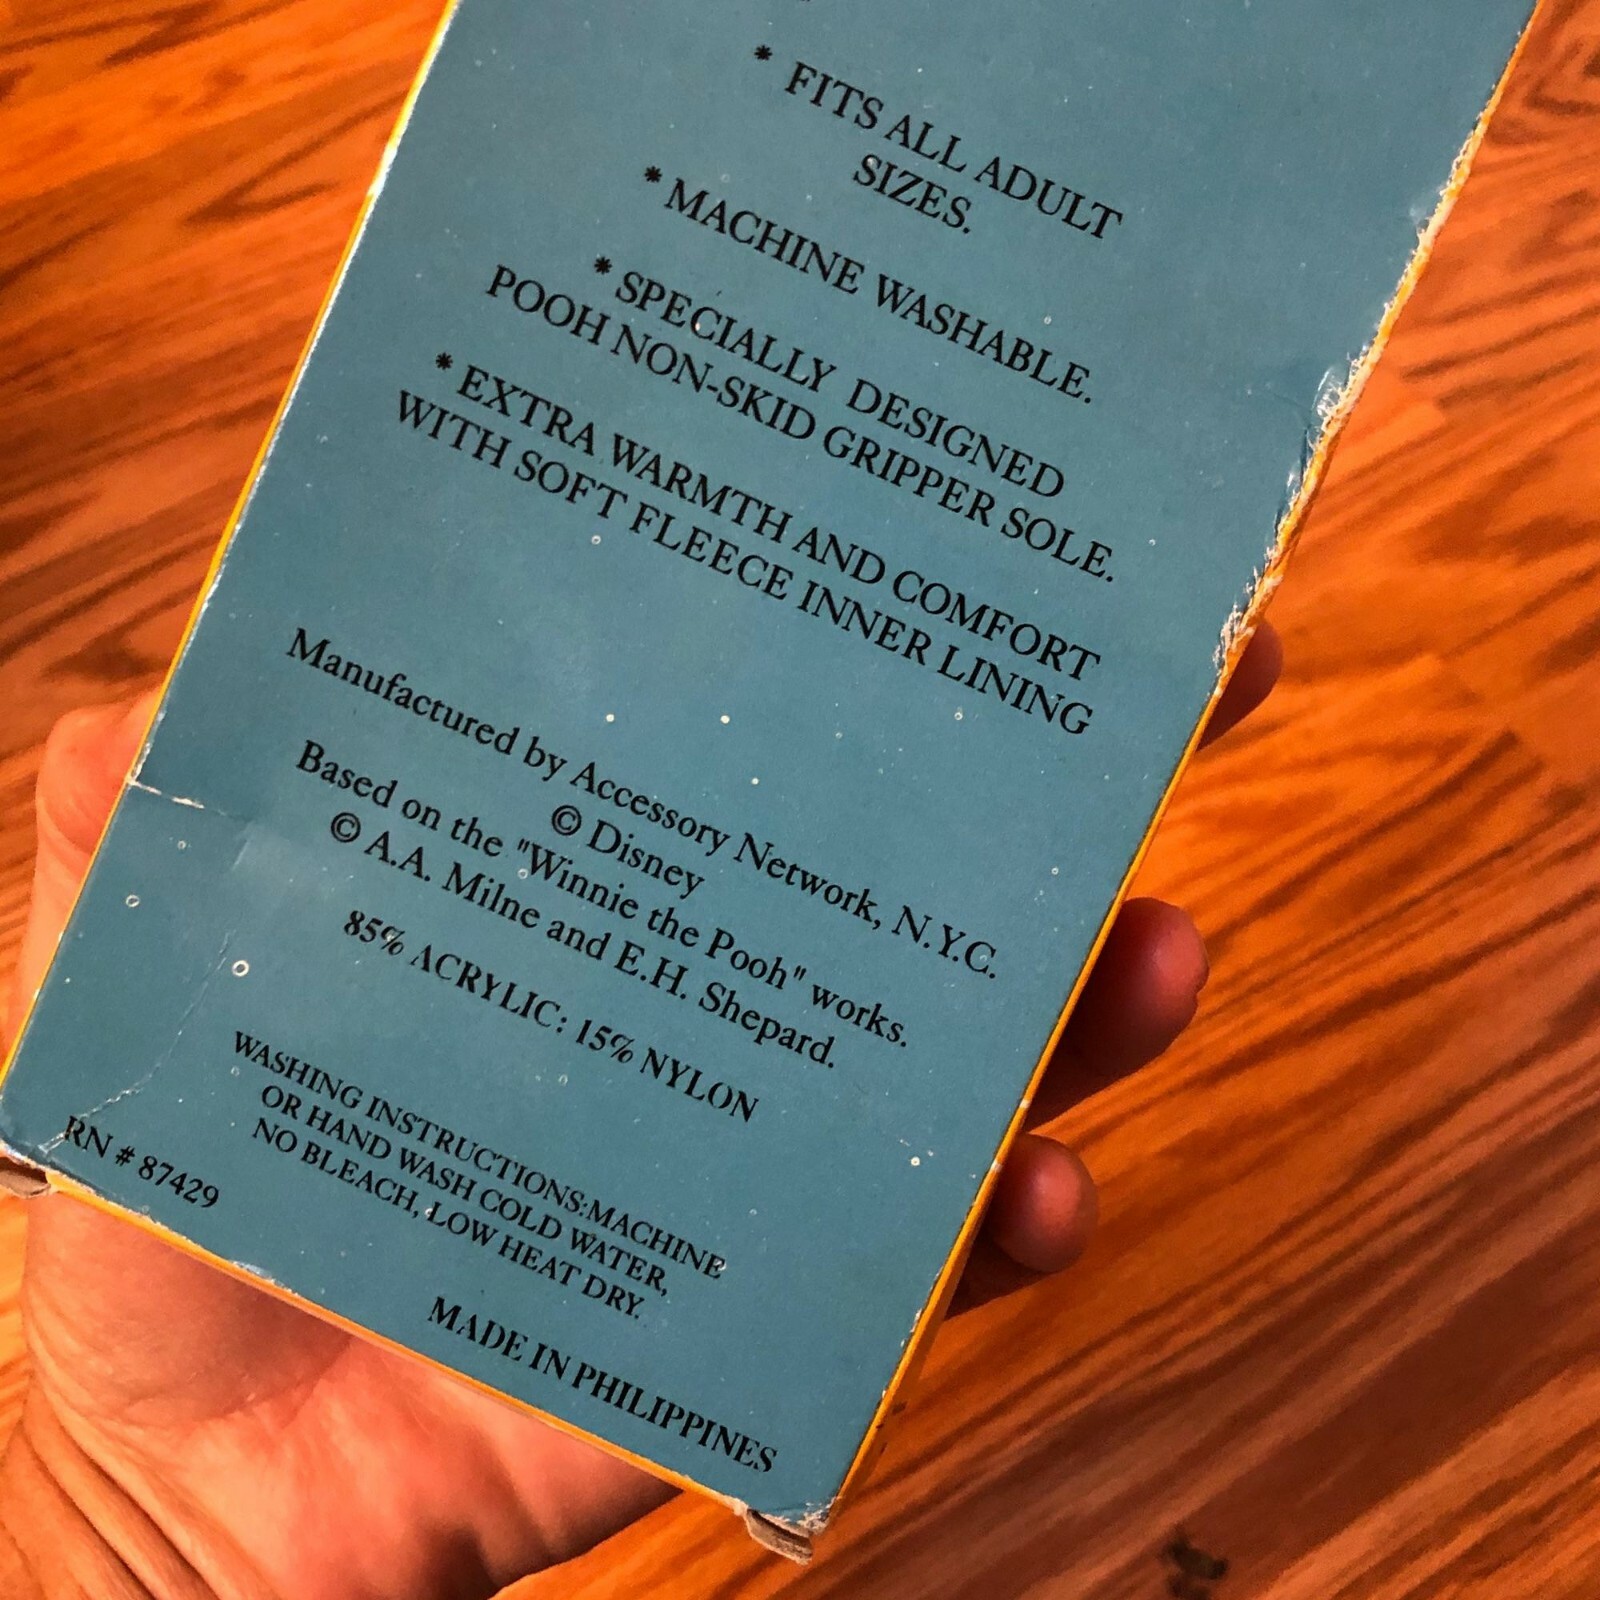 * FITS ALL ADULT
SIZES.
* MACHINE WASHABLE.
* SPECIALLY DESIGNED
POOH NON-SKID GRIPPER SOLE.
* EXTRA WARMTH AND COMFORT
WITH SOFT FLEECE INNER LINING
Manufactured by Accessory Network, N.Y.C.
© Disney
Based on the "Winnie the Pooh" works.
© A.A. Milne and E.H. Shepard.
85% ACRYLIC: 15% NYLON
WASHING INSTRUCTIONS:MACHINE
OR HAND WASH COLD WATER,
NO BLEACH, LOW HEAT DRY.
RN # 87429
MADE IN PHILIPPINES